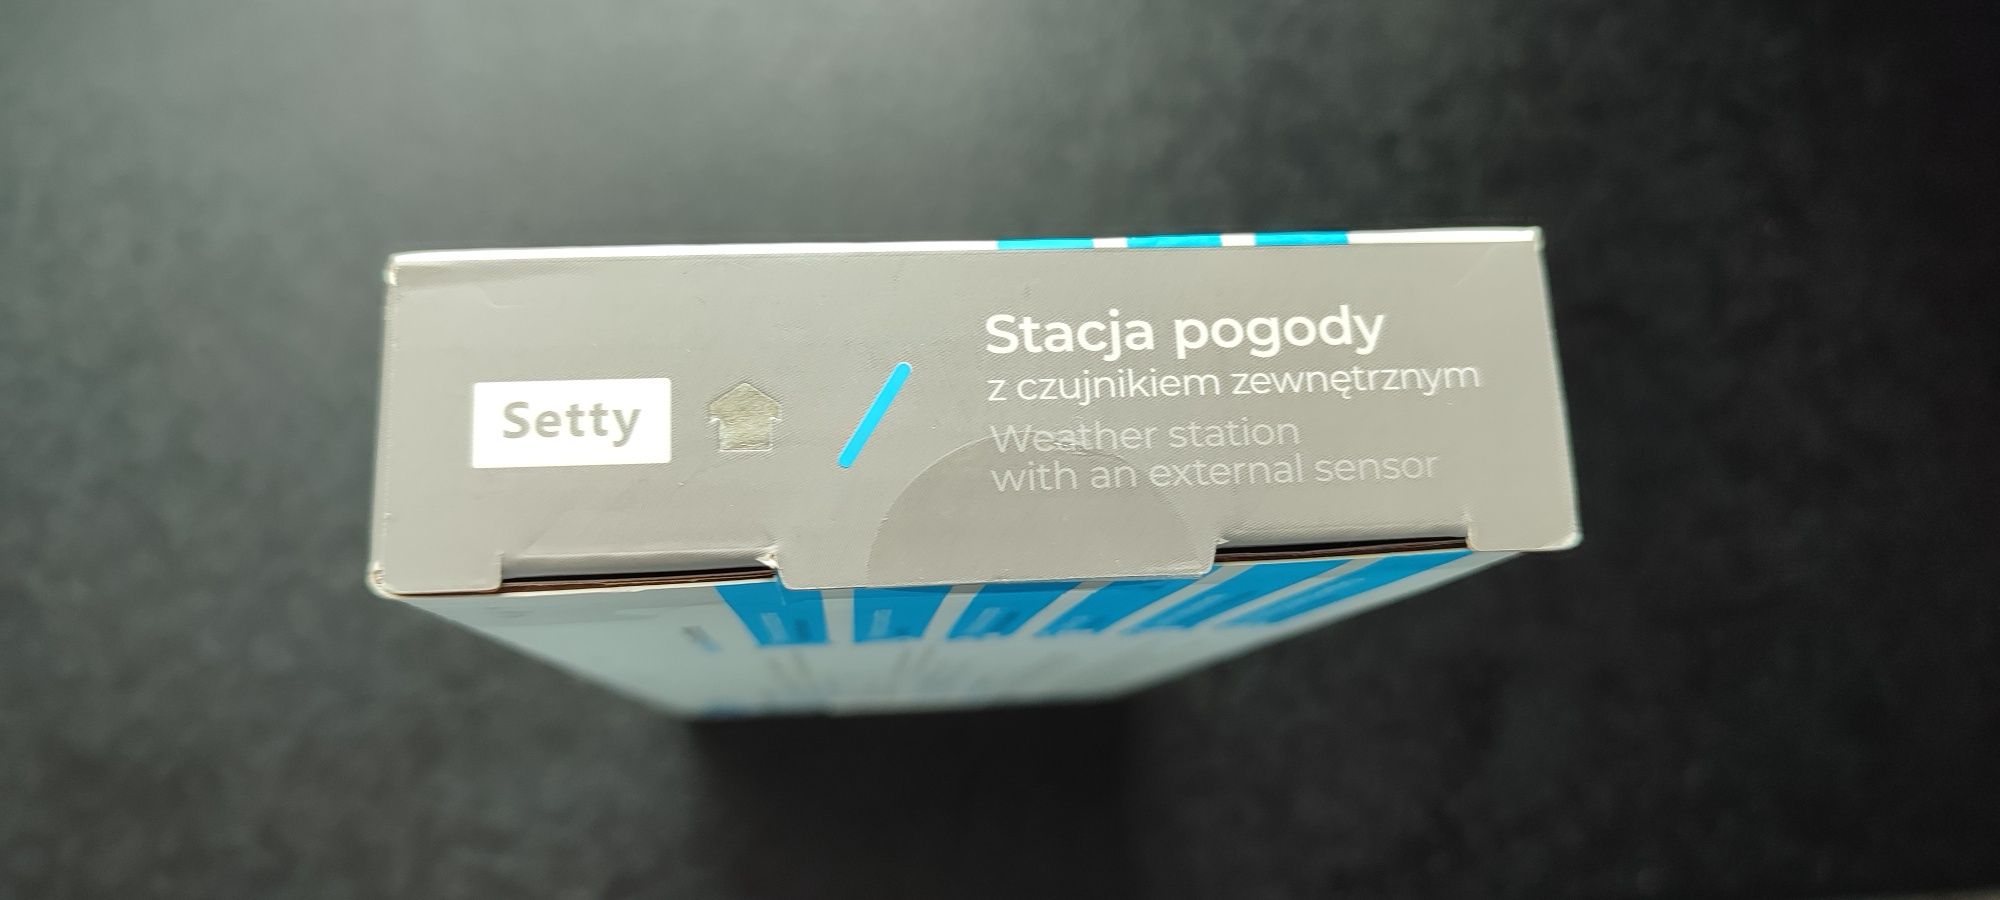 Setty
Stacja pogody
z czujnikiem zewnętrznym
Weather station
with an external sensor